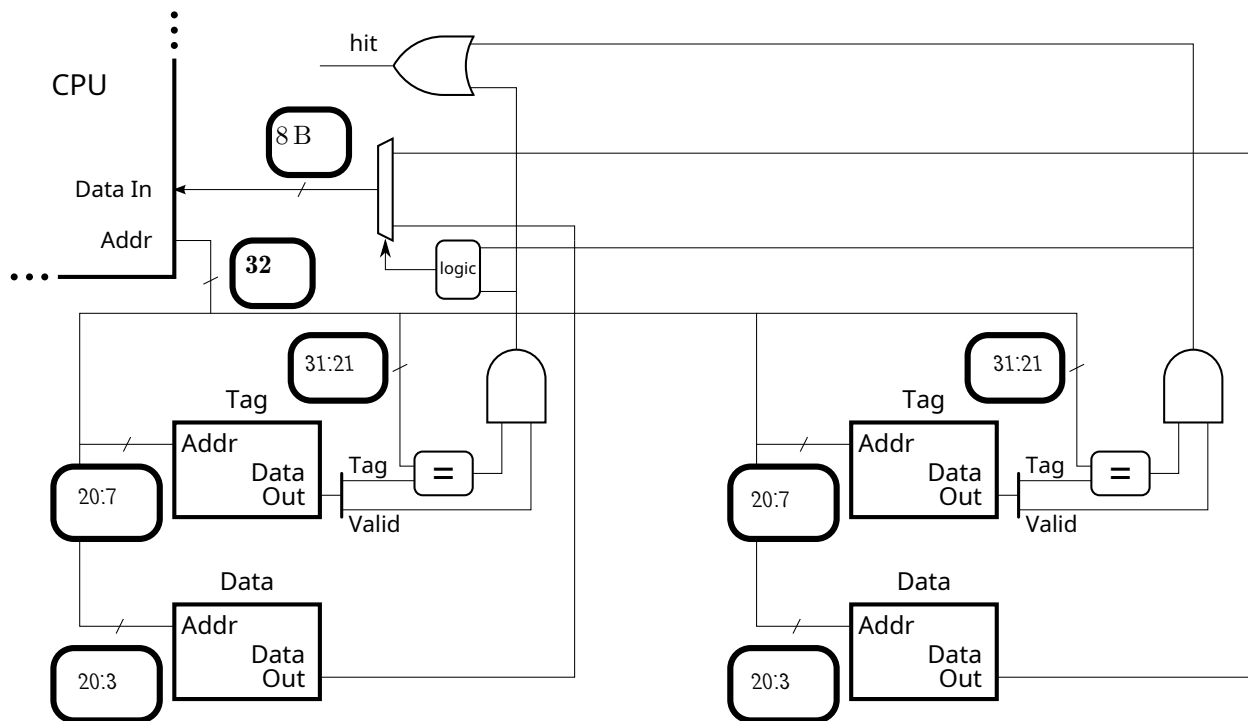 hit
CPU
8 B
Data In
Addr
32
logic
31:21
31:21
Tag
Tag
Addr
Data
Out
Tag
Valid
=
Addr
Data
Out
Tag
Valid
=
20:7
20:7
Data
Data
Addr
Data
Out
Addr
Data
Out
20:3
20:3